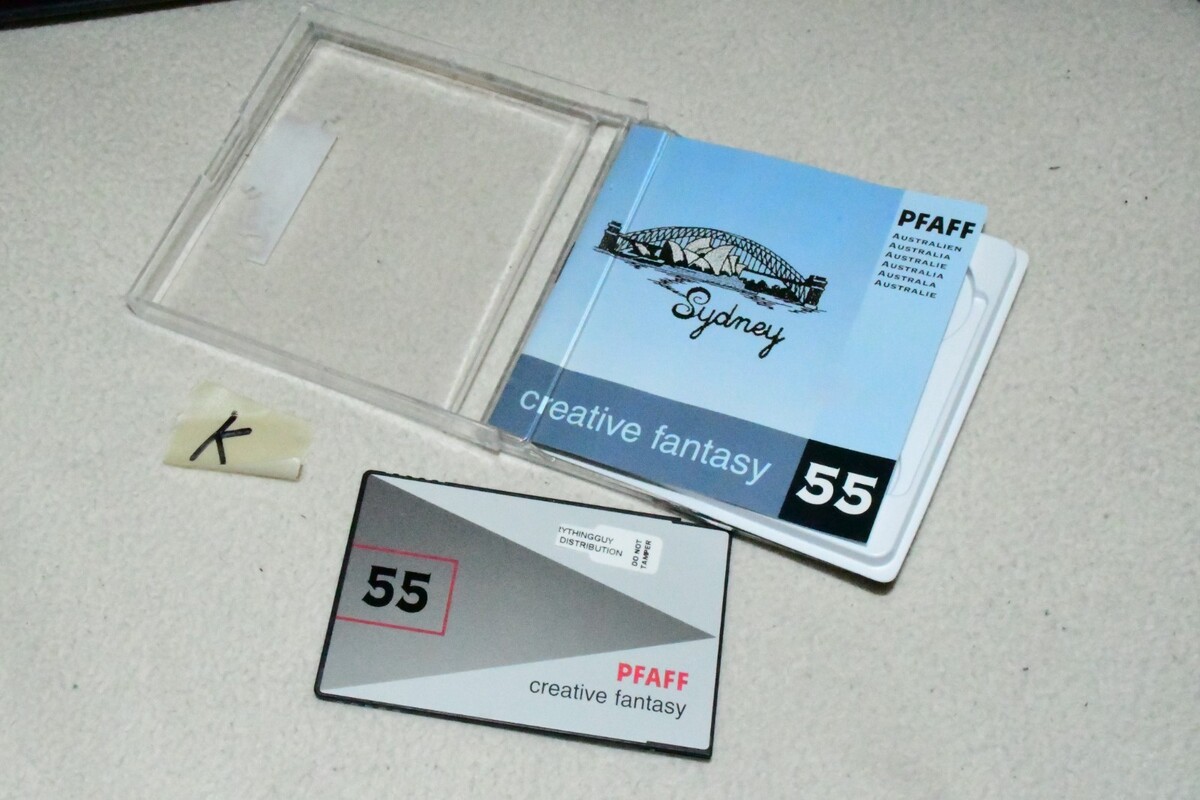 PFAFF
AUSTRALIEN
AUSTRALIA
AUSTRALIE
AUSTRALIA
AUSTRALA
AUSTRALIE
Sydney
creative fantasy
55
K
TYTHINGGUY
DISTRIBUTION
DO NOT
TAMPER
55
PFAFF
creative fantasy